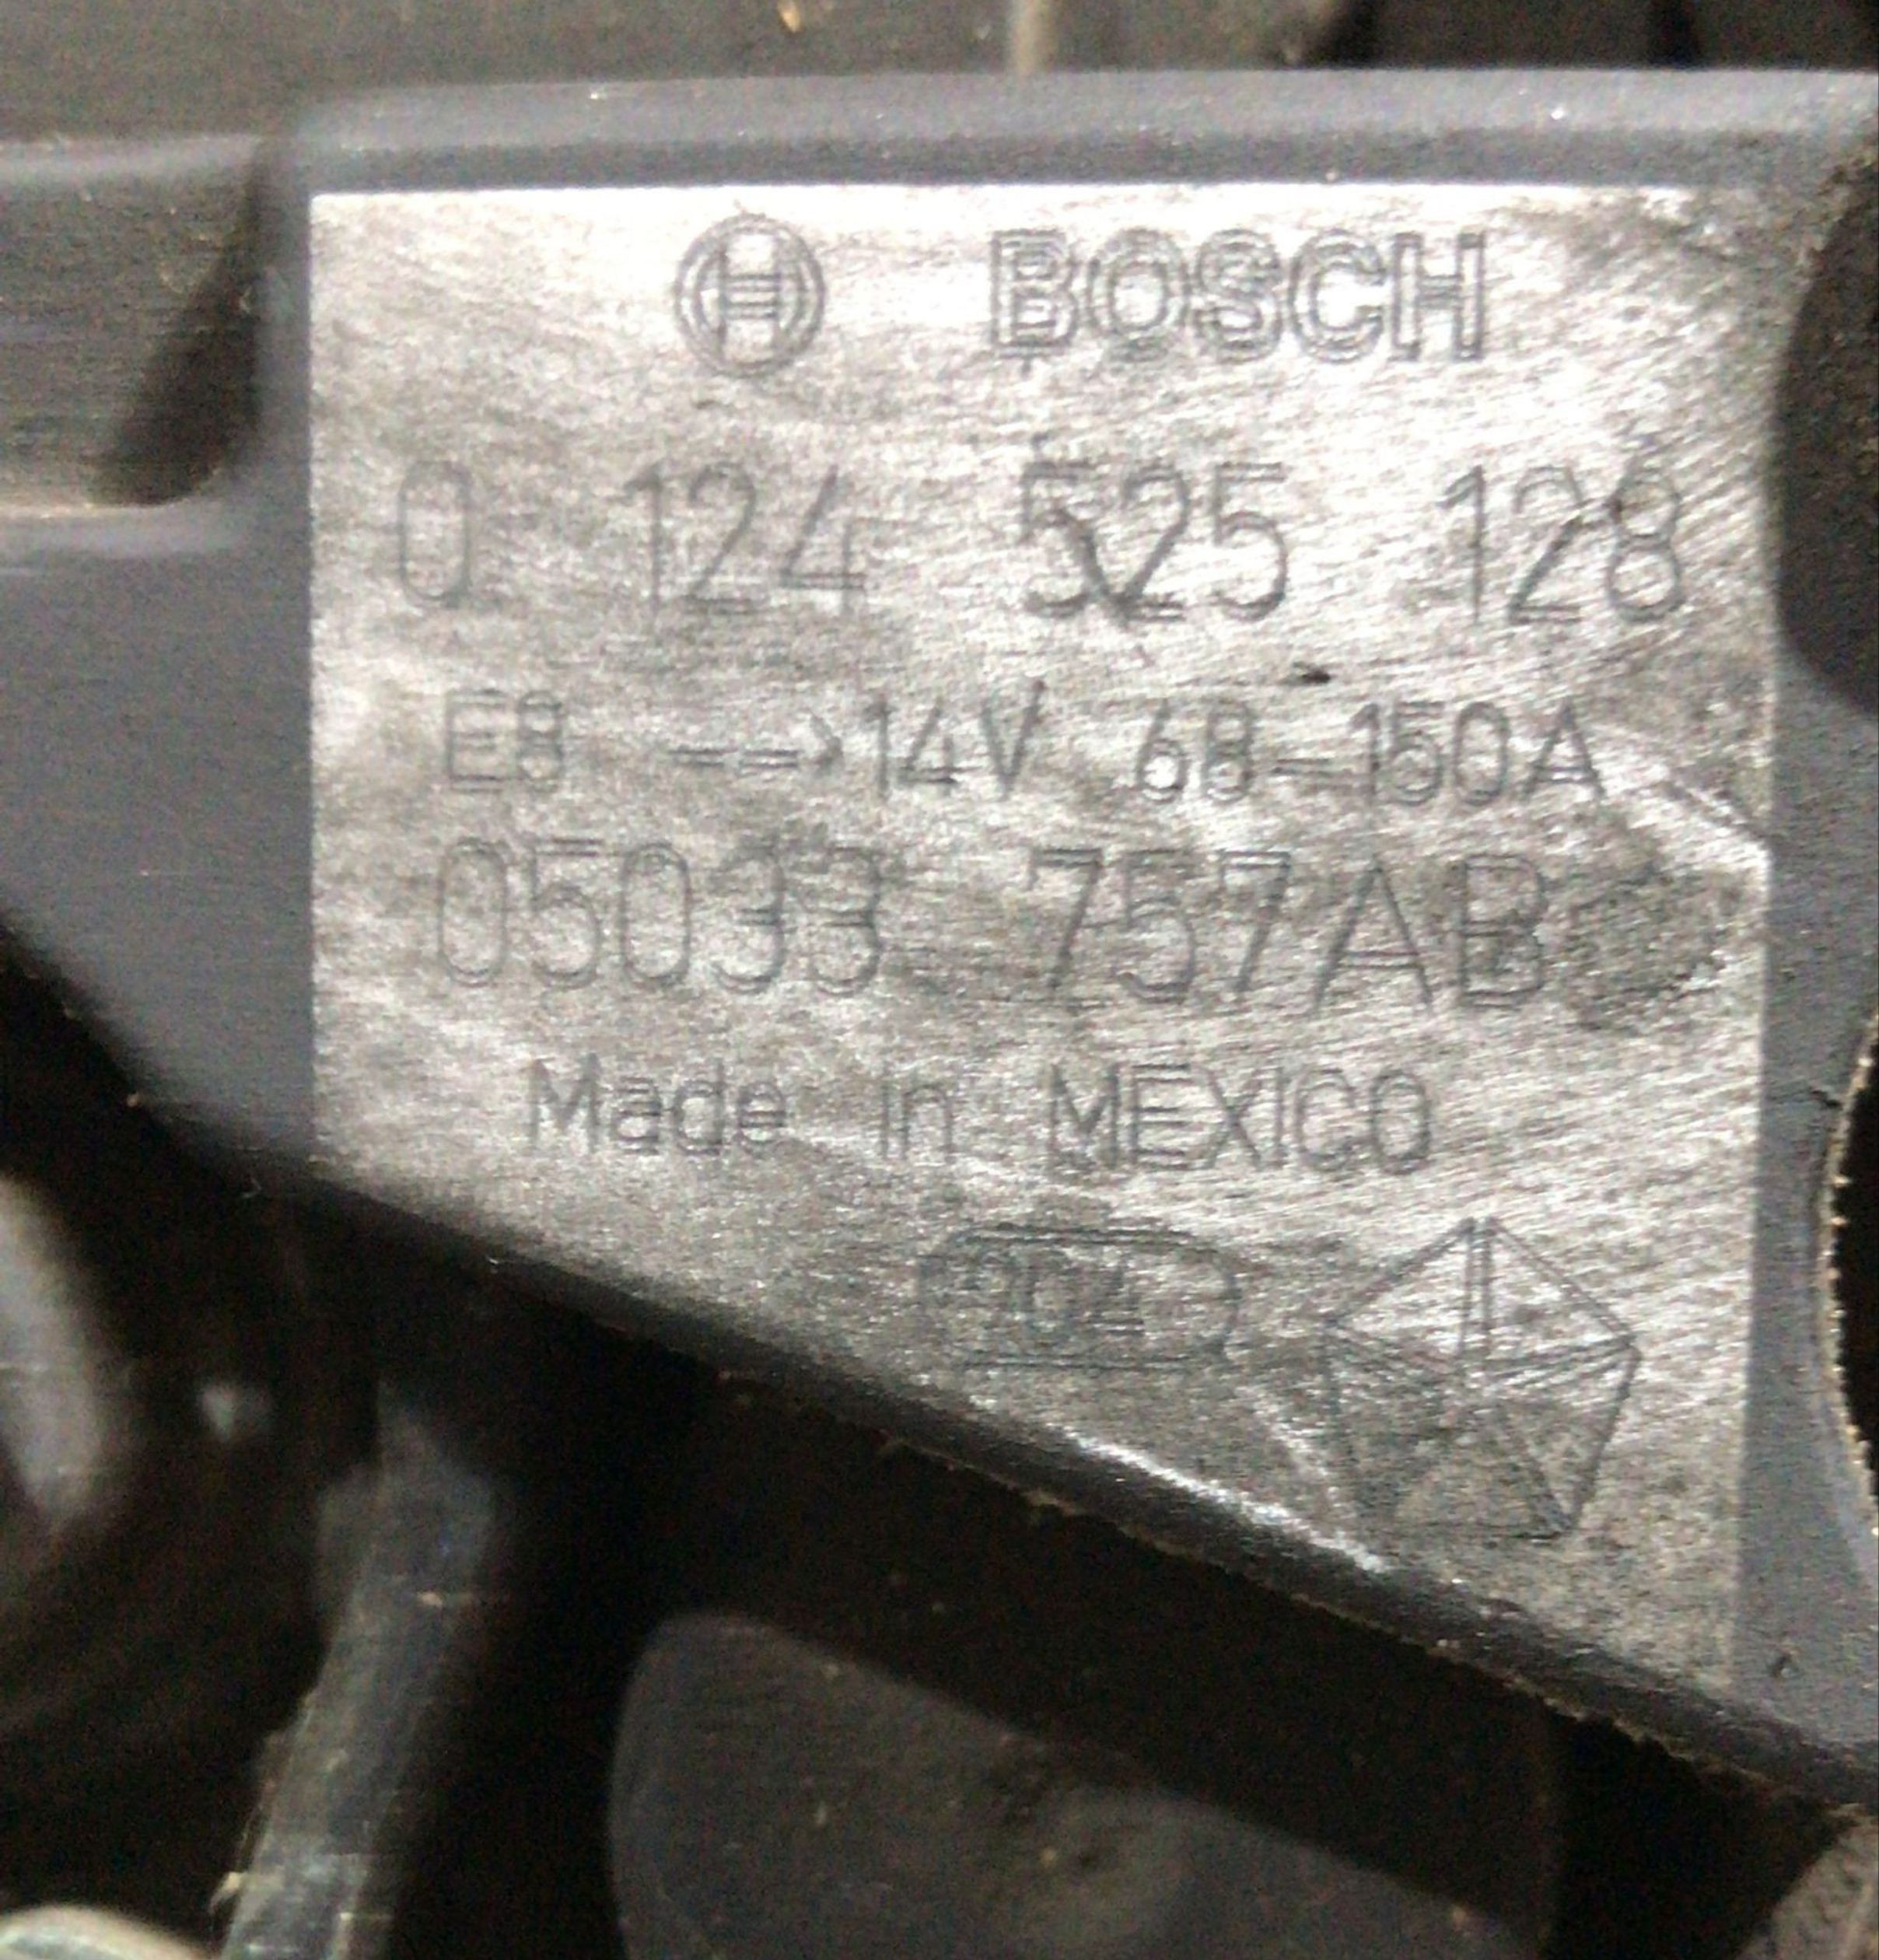 BOSCH
0 124 525 128
E8 --> 14V 68-150A
05033 757AB
Made in MEXICO